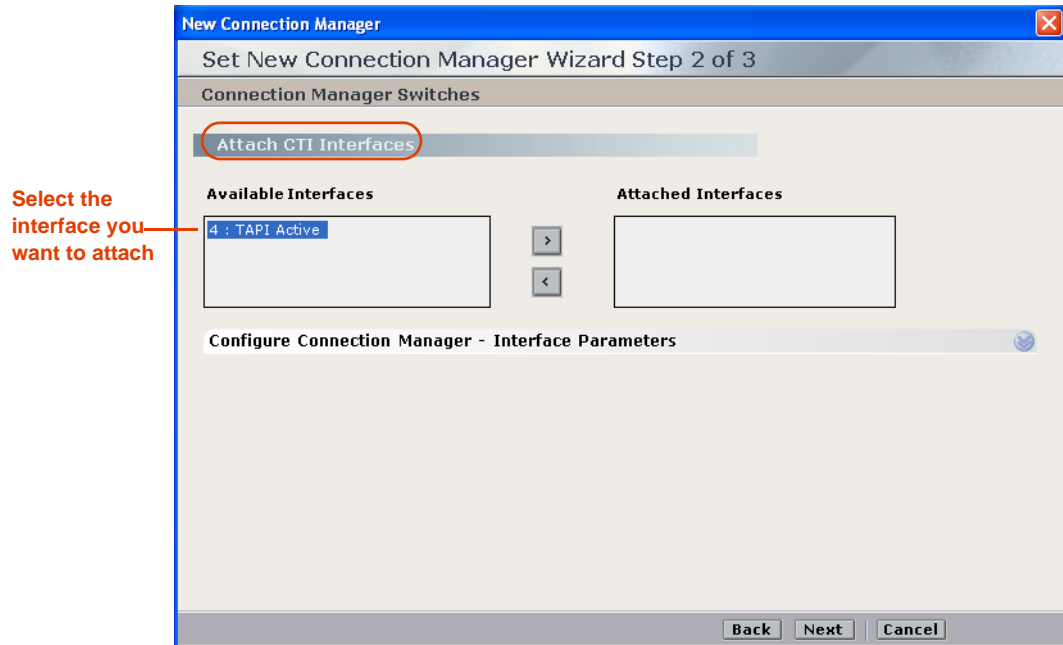 New Connection Manager
Set New Connection Manager Wizard Step 2 of 3
Connection Manager Switches
Attach CTI Interfaces
Select the
interface you
want to attach
Available Interfaces
4 : TAPI Active
>
<
Attached Interfaces
Configure Connection Manager - Interface Parameters
Back
Next
Cancel